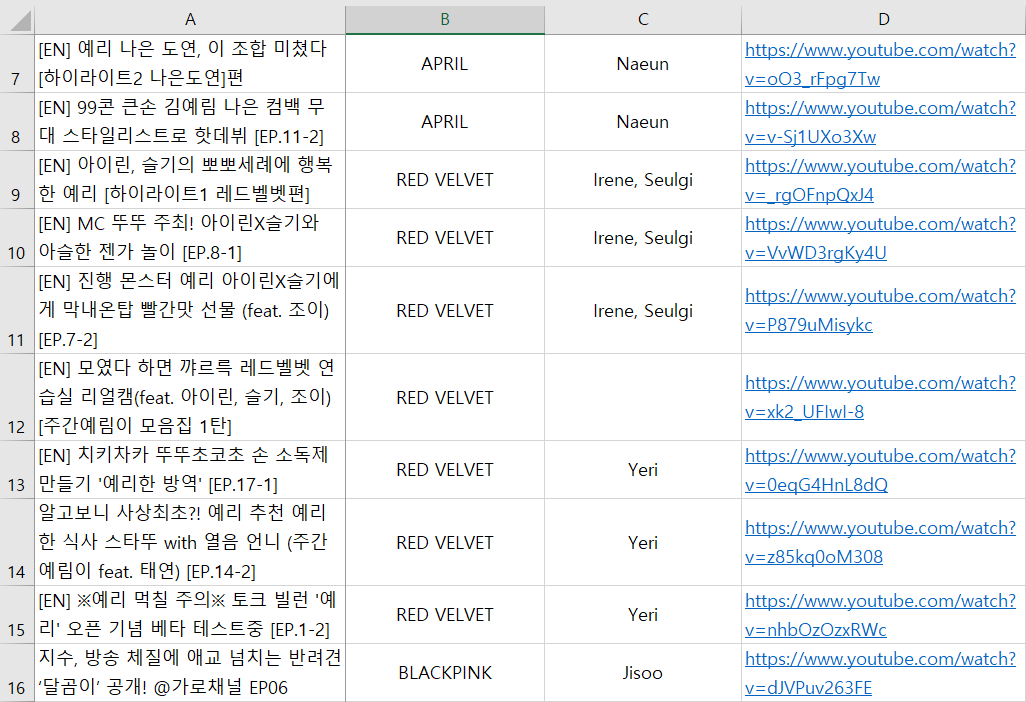 A B C D
7 [EN] 예리 나은 도연, 이 조합 미쳤다
[하이라이트2 나은도연]편
APRIL
Naeun
https://www.youtube.com/watch?
v=oO3_rFpg7Tw
8 [EN] 99콘 큰손 김예림 나은 컴백 무
대 스타일리스트로 핫데뷔 [EP.11-2]
APRIL
Naeun
https://www.youtube.com/watch?
v=v-Sj1UXo3Xw
9 [EN] 아이린, 슬기의 뽀뽀세례에 행복
한 예리 [하이라이트1 레드벨벳편]
RED VELVET
Irene, Seulgi
https://www.youtube.com/watch?
v=_rgOFnpQxJ4
10 [EN] MC 뚜뚜 주최! 아이린X슬기와
아슬한 젠가 놀이 [EP.8-1]
RED VELVET
Irene, Seulgi
https://www.youtube.com/watch?
v=VvWD3rgKy4U
11 [EN] 진행 몬스터 예리 아이린X슬기에
게 막내온탑 빨간맛 선물 (feat. 조이)
[EP.7-2]
RED VELVET
Irene, Seulgi
https://www.youtube.com/watch?
v=P879uMisykc
12 [EN] 모였다 하면 꺄르륵 레드벨벳 연
습실 리얼캠(feat. 아이린, 슬기, 조이)
[주간예림이 모음집 1탄]
RED VELVET
https://www.youtube.com/watch?
v=xk2_UFIwI-8
13 [EN] 치키차카 뚜뚜초코초 손 소독제
만들기 '예리한 방역' [EP.17-1]
RED VELVET
Yeri
https://www.youtube.com/watch?
v=0eqG4HnL8dQ
14 알고보니 사상최초?! 예리 추천 예리
한 식사 스타뚜 with 열음 언니 (주간
예림이 feat. 태연) [EP.14-2]
RED VELVET
Yeri
https://www.youtube.com/watch?
v=z85kq0oM308
15 [EN] ※예리 먹칠 주의※ 토크 빌런 '예
리' 오픈 기념 베타 테스트중 [EP.1-2]
RED VELVET
Yeri
https://www.youtube.com/watch?
v=nhbOzOzxRWc
16 지수, 방송 체질에 애교 넘치는 반려견
‘달곰이’ 공개! @가로채널 EP06
BLACKPINK
Jisoo
https://www.youtube.com/watch?
v=dJVPuv263FE